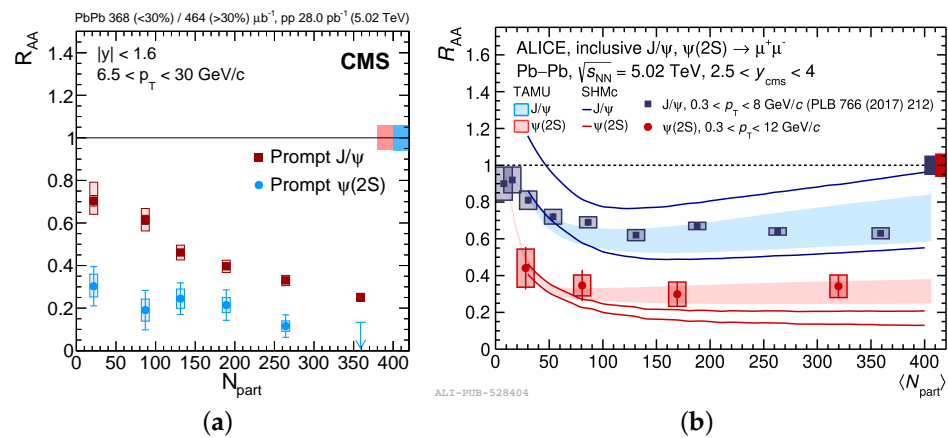 PbPb 368 (<30%) / 464 (>30%) μb⁻¹, pp 28.0 pb⁻¹ (5.02 TeV)
R_AA
1.4
1.2
1
0.8
0.6
0.4
0.2
0
|y| < 1.6
6.5 < p_T < 30 GeV/c
CMS
Prompt J/ψ
Prompt ψ(2S)
0 50 100 150 200 250 300 350 400
N_part
(a)
R_AA
1.6
1.4
1.2
1
0.8
0.6
0.4
0.2
0
ALICE, inclusive J/ψ, ψ(2S) → μ⁺μ⁻
Pb–Pb, √s_NN = 5.02 TeV, 2.5 < y_cms < 4
TAMU SHMc
J/ψ J/ψ J/ψ, 0.3 < p_T < 8 GeV/c (PLB 766 (2017) 212)
ψ(2S) ψ(2S) ψ(2S), 0.3 < p_T < 12 GeV/c
0 50 100 150 200 250 300 350 400
⟨N_part⟩
ALI-PUB-528404
(b)